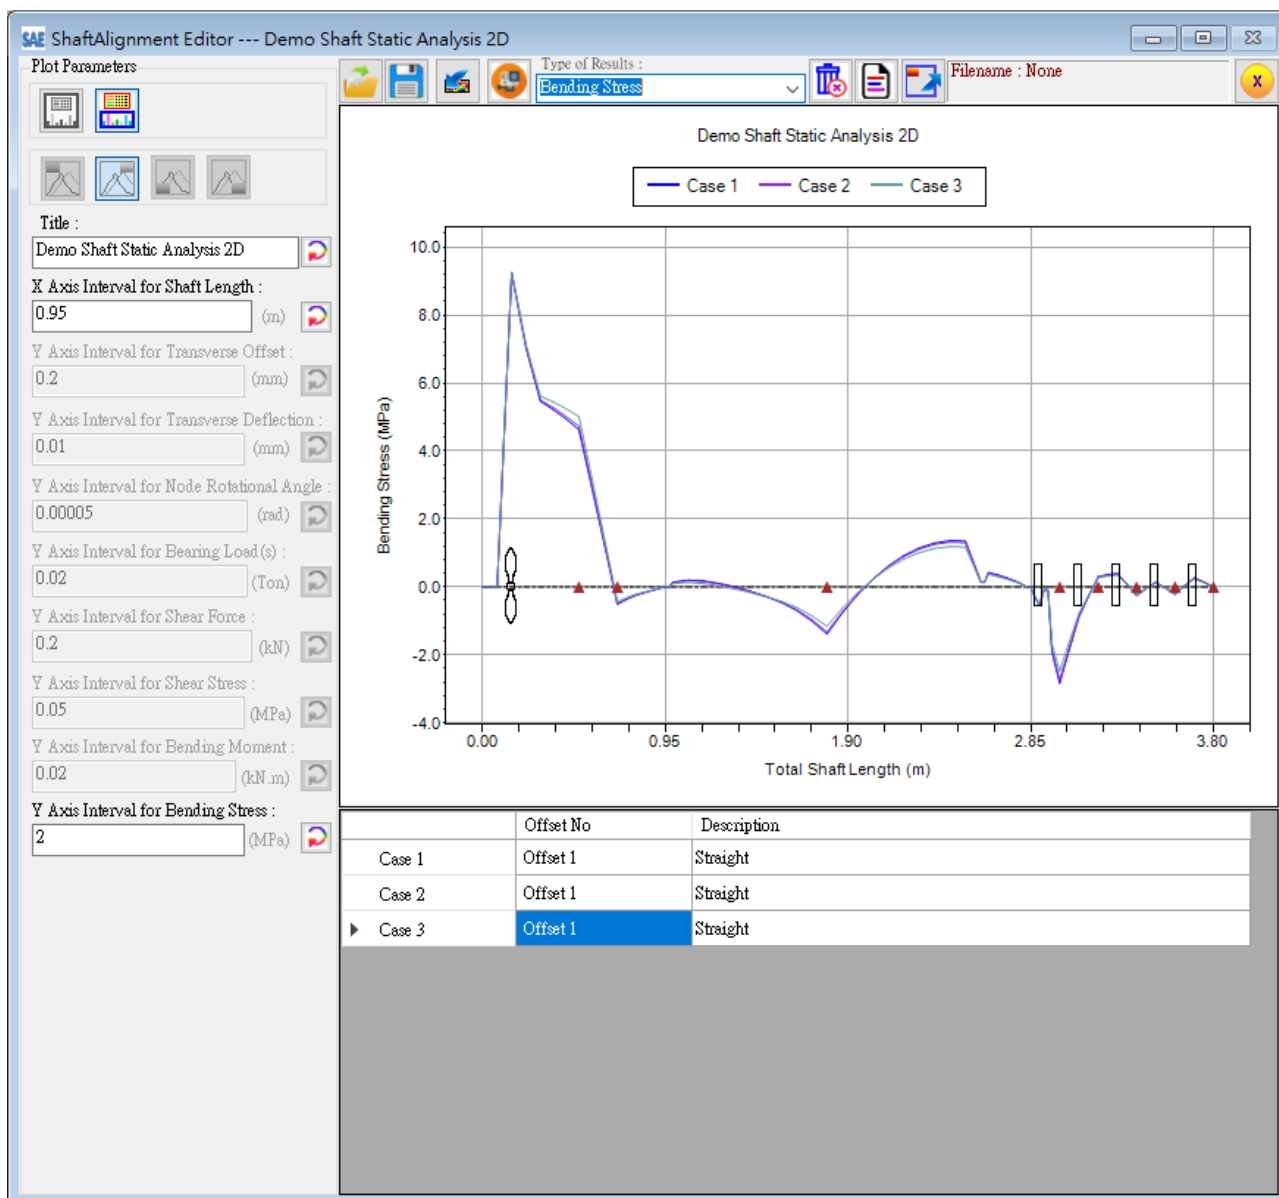 SAE ShaftAlignment Editor --- Demo Shaft Static Analysis 2D
Plot Parameters
Type of Results :
Bending Stress
Filename : None
X
Title :
Demo Shaft Static Analysis 2D
X Axis Interval for Shaft Length :
0.95 (m)
Y Axis Interval for Transverse Offset :
0.2 (mm)
Y Axis Interval for Transverse Deflection :
0.01 (mm)
Y Axis Interval for Node Rotational Angle :
0.00005 (rad)
Y Axis Interval for Bearing Load(s) :
0.02 (Ton)
Y Axis Interval for Shear Force :
0.2 (kN)
Y Axis Interval for Shear Stress :
0.05 (MPa)
Y Axis Interval for Bending Moment :
0.02 (kN.m)
Y Axis Interval for Bending Stress :
2 (MPa)
Demo Shaft Static Analysis 2D
Case 1 Case 2 Case 3
10.0
8.0
6.0
4.0
2.0
0.0
-2.0
-4.0
Bending Stress (MPa)
0.00 0.95 1.90 2.85 3.80
Total Shaft Length (m)
Offset No Description
Case 1 Offset 1 Straight
Case 2 Offset 1 Straight
Case 3 Offset 1 Straight